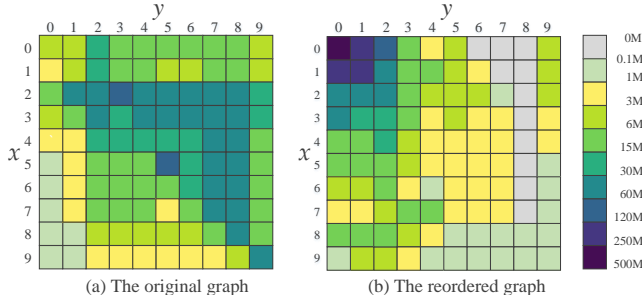 y
y
0 1 2 3 4 5 6 7 8 9
0 1 2 3 4 5 6 7 8 9
x
0
1
2
3
4
5
6
7
8
9
x
0
1
2
3
4
5
6
7
8
9
0M
0.1M
1M
3M
6M
15M
30M
60M
120M
250M
500M
(a) The original graph
(b) The reordered graph